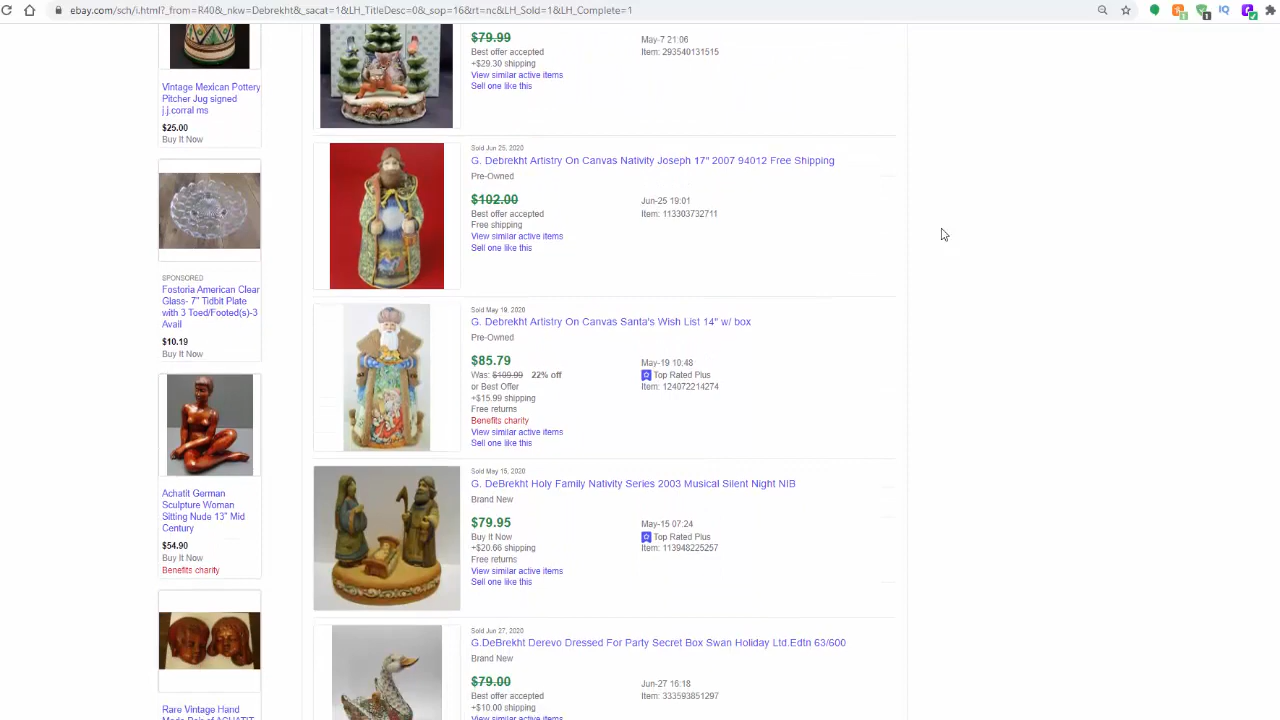 ebay.com/sch/i.html?_from=R40&_nkw=Debrekht&_sacat=1&LH_TitleDesc=0&_sop=16&rt=nc&LH_Sold=1&LH_Complete=1
Vintage Mexican Pottery
Pitcher Jug signed
j j.corral ms
$25.00
Buy It Now
SPONSORED
Fostoria American Clear
Glass- 7" Tidbit Plate
with 3 Toed/Footed(s)-3
Avail
$10.19
Buy It Now
Achatit German
Sculpture Woman
Sitting Nude 13" Mid
Century
$54.90
Buy It Now
Benefits charity
Rare Vintage Hand
$79.99
Best offer accepted
+$29.30 shipping
View similar active items
Sell one like this
May-7 21:06
Item: 293540131515
Sold Jun 25, 2020
G. Debrekht Artistry On Canvas Nativity Joseph 17" 2007 94012 Free Shipping
Pre-Owned
$102.00
Best offer accepted
Free shipping
View similar active items
Sell one like this
Jun-25 19:01
Item: 113303732711
Sold May 19, 2020
G. Debrekht Artistry On Canvas Santa's Wish List 14" w/ box
Pre-Owned
$85.79
Was: $109.99 22% off
or Best Offer
+$15.99 shipping
Free returns
Benefits charity
View similar active items
Sell one like this
May-19 10:48
Top Rated Plus
Item: 124072214274
Sold May 15, 2020
G. DeBrekht Holy Family Nativity Series 2003 Musical Silent Night NIB
Brand New
$79.95
Buy It Now
+$20.66 shipping
Free returns
View similar active items
Sell one like this
May-15 07:24
Top Rated Plus
Item: 113948225257
Sold Jun 27, 2020
G.DeBrekht Derevo Dressed For Party Secret Box Swan Holiday Ltd.Edtn 63/600
Brand New
$79.00
Best offer accepted
+$10.00 shipping
View similar active items
Jun-27 16:18
Item: 333593851297